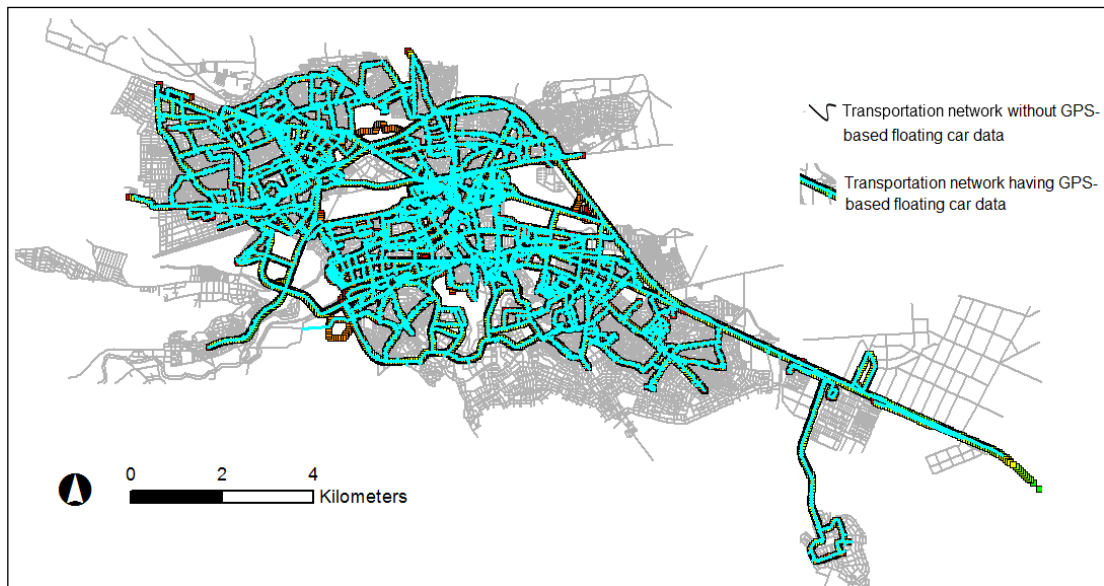 Transportation network without GPS-
based floating car data
Transportation network having GPS-
based floating car data
0 2 4
Kilometers